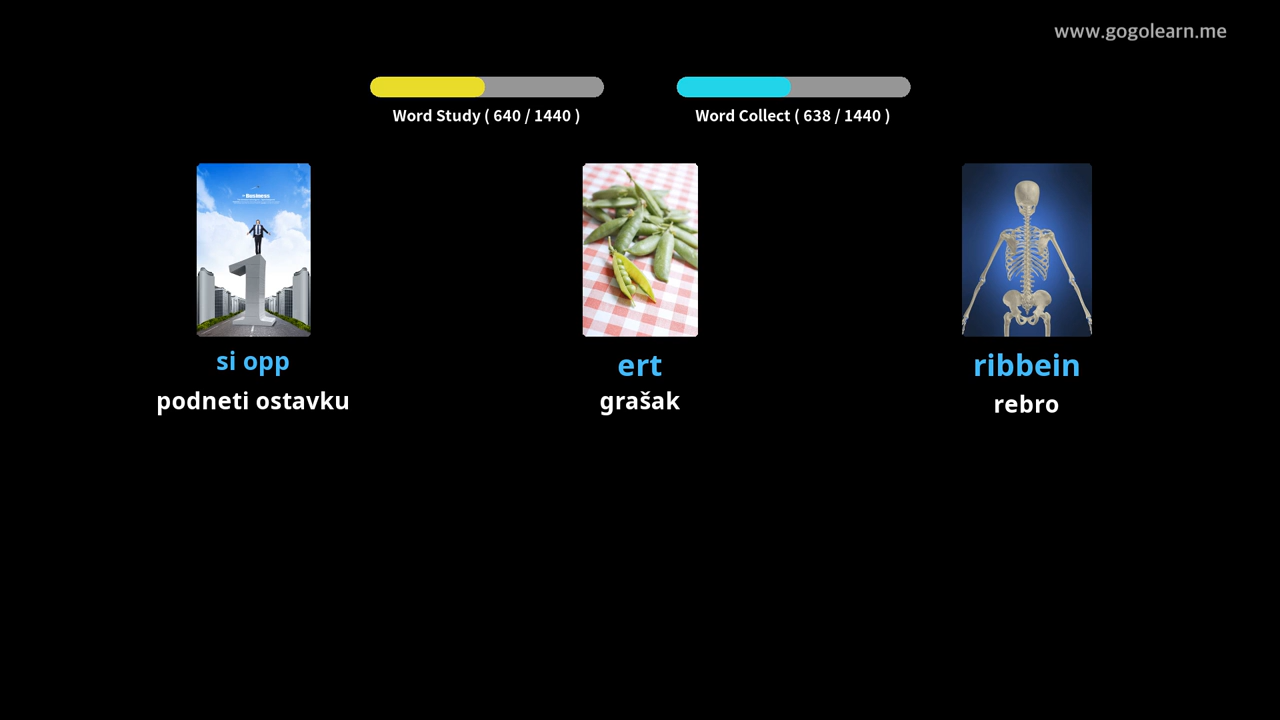 www.gogolearn.me
Word Study ( 640 / 1440 )
Word Collect ( 638 / 1440 )
Business
si opp
ert
ribbein
podneti ostavku
grašak
rebro